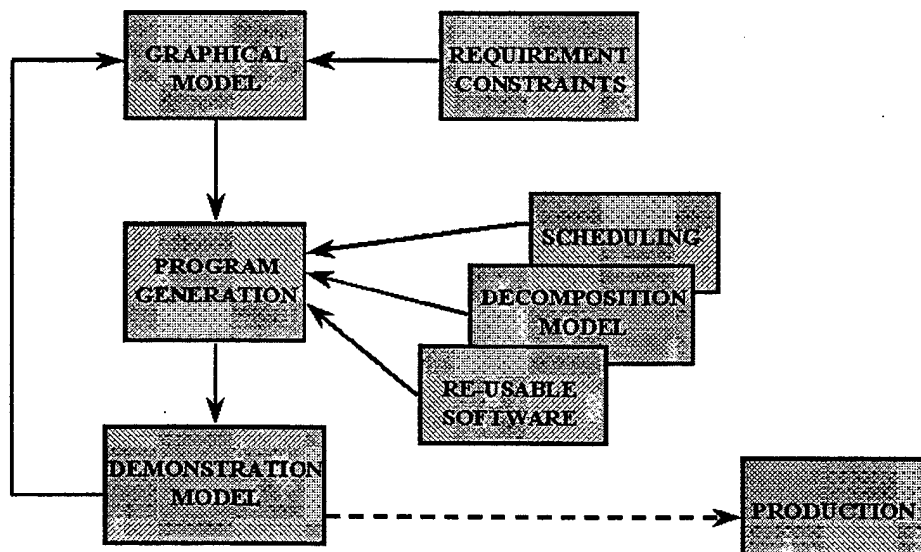 GRAPHICAL
MODEL
REQUIREMENT
CONSTRAINTS
PROGRAM
GENERATION
SCHEDULING
DECOMPOSITION
MODEL
RE-USABLE
SOFTWARE
DEMONSTRATION
MODEL
PRODUCTION